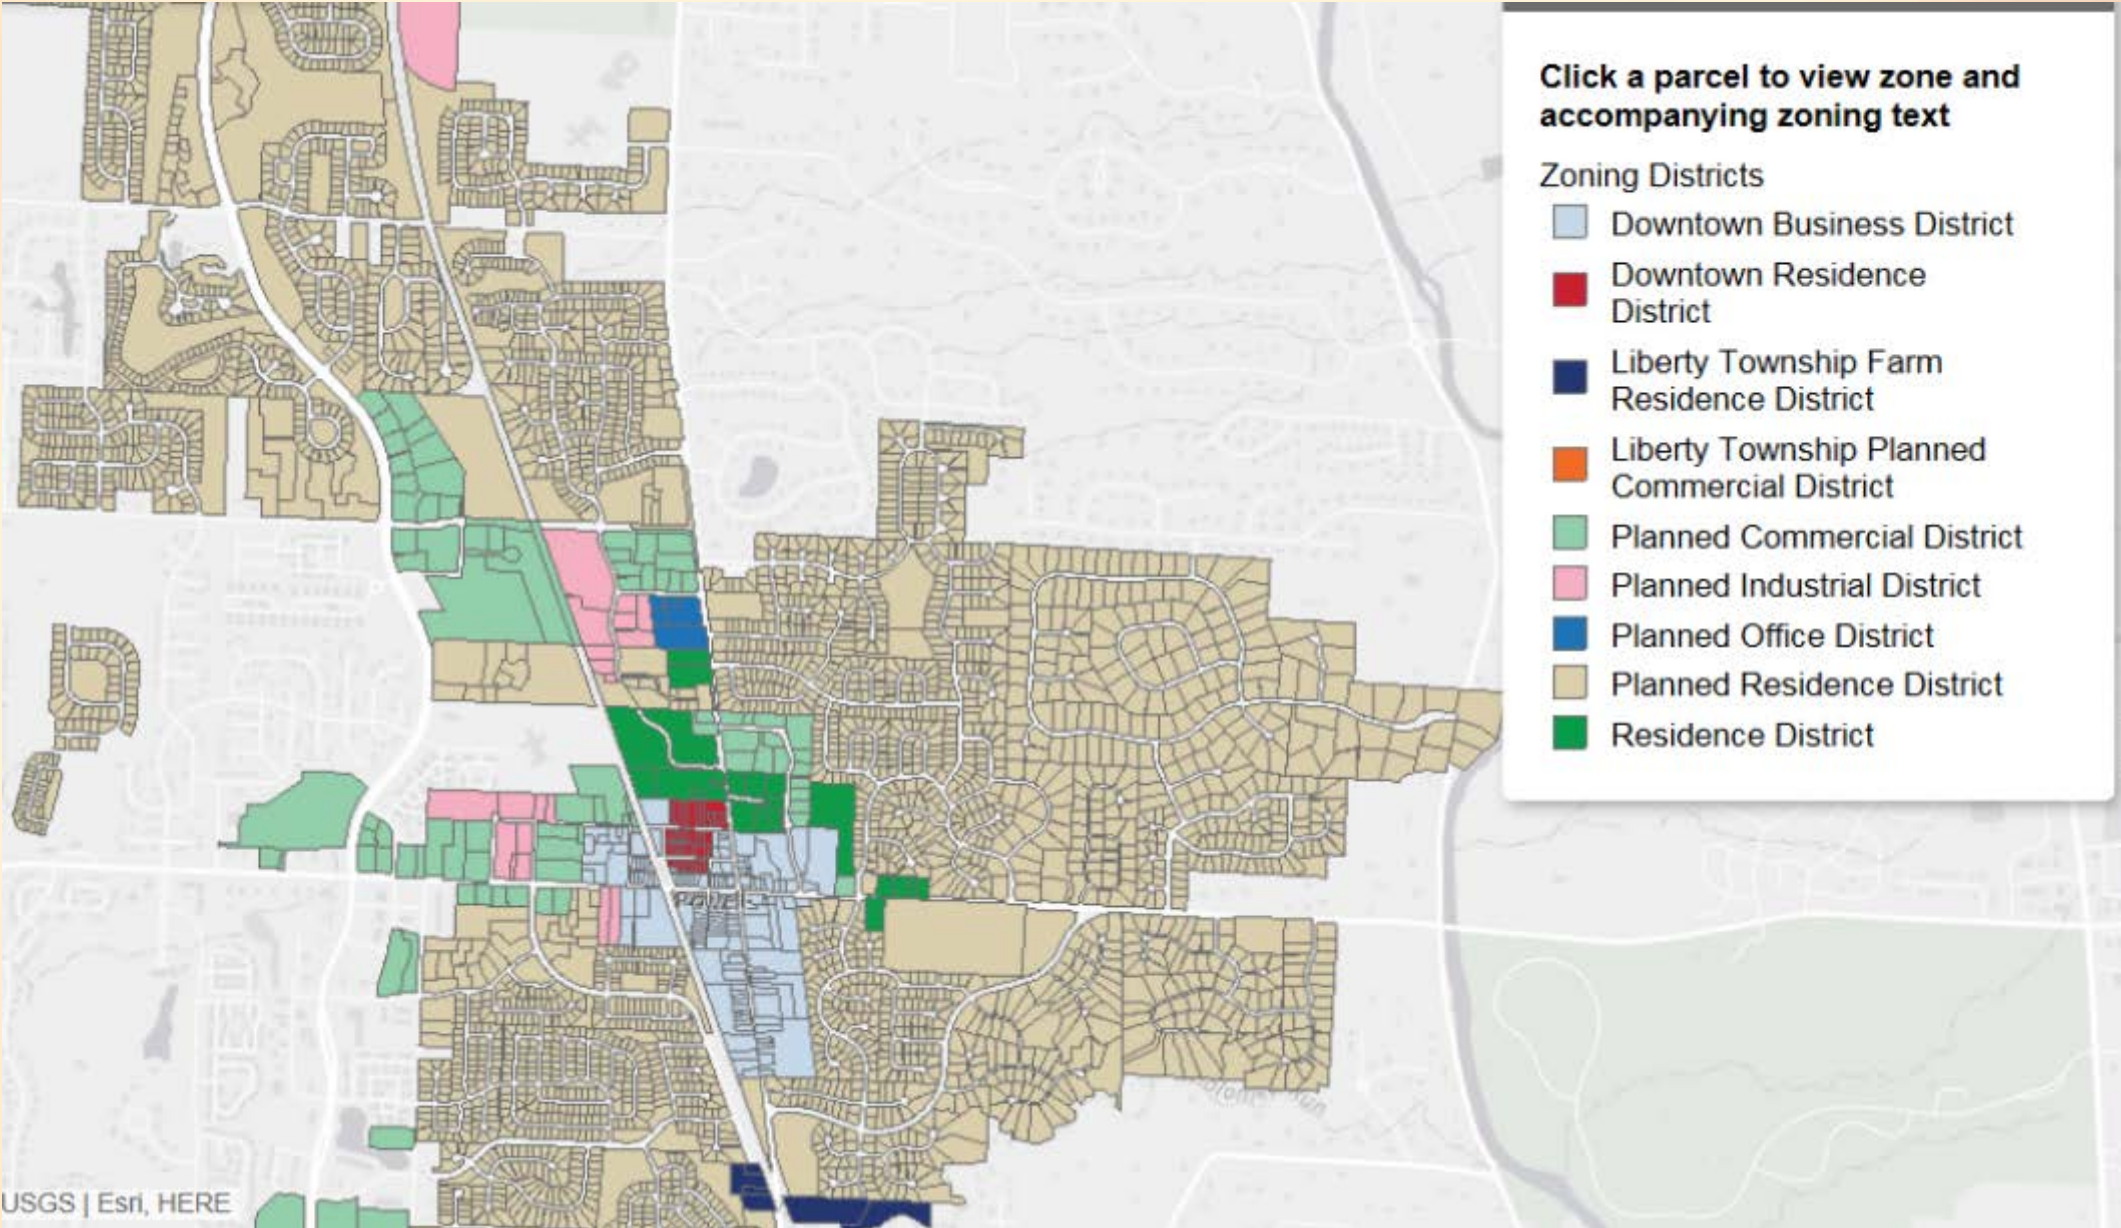 Click a parcel to view zone and
accompanying zoning text
Zoning Districts
Downtown Business District
Downtown Residence
District
Liberty Township Farm
Residence District
Liberty Township Planned
Commercial District
Planned Commercial District
Planned Industrial District
Planned Office District
Planned Residence District
Residence District
Run
USGS | Esri, HERE